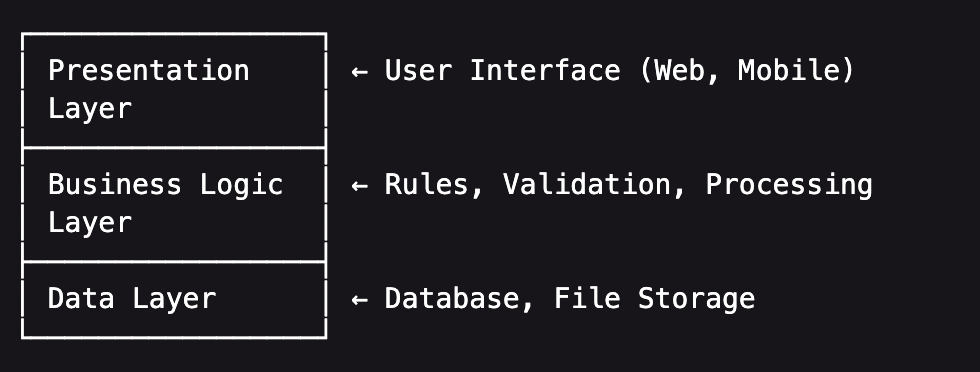 Presentation ← User Interface (Web, Mobile)
Layer
Business Logic ← Rules, Validation, Processing
Layer
Data Layer ← Database, File Storage